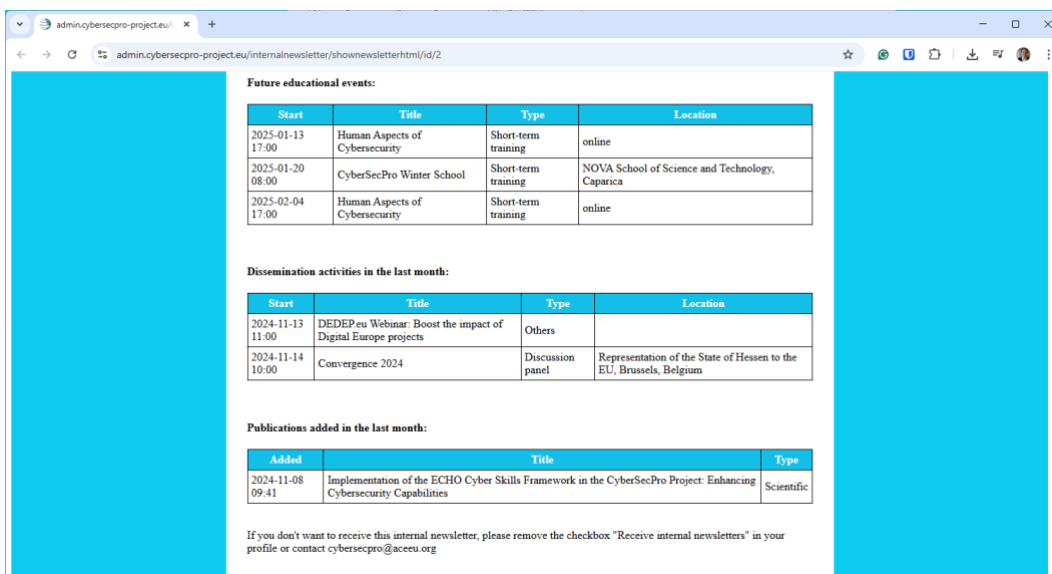 admin.cybersecpro-project.eu/i
admin.cybersecpro-project.eu/internalnewsletter/shownewsletterhtml/id/2
Future educational events:
Start Title Type Location
2025-01-13 17:00 Human Aspects of Cybersecurity Short-term training online
2025-01-20 08:00 CyberSecPro Winter School Short-term training NOVA School of Science and Technology, Caparica
2025-02-04 17:00 Human Aspects of Cybersecurity Short-term training online
Dissemination activities in the last month:
Start Title Type Location
2024-11-13 11:00 DEDEP.eu Webinar: Boost the impact of Digital Europe projects Others
2024-11-14 10:00 Convergence 2024 Discussion panel Representation of the State of Hessen to the EU, Brussels, Belgium
Publications added in the last month:
Added Title Type
2024-11-08 09:41 Implementation of the ECHO Cyber Skills Framework in the CyberSecPro Project: Enhancing Cybersecurity Capabilities Scientific
If you don't want to receive this internal newsletter, please remove the checkbox "Receive internal newsletters" in your
profile or contact cybersecpro@aceeu.org